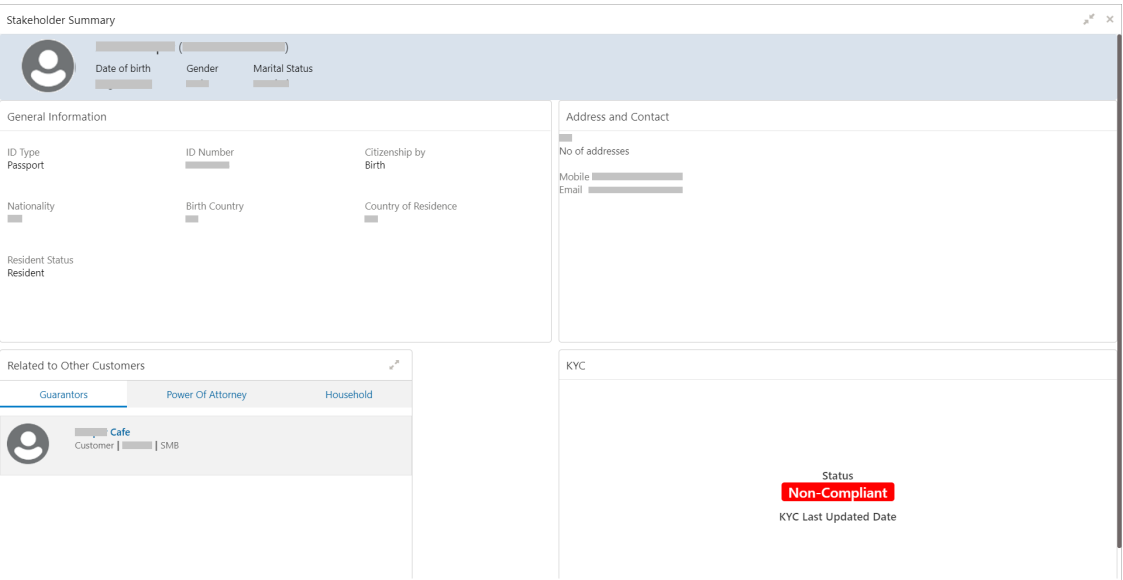 Stakeholder Summary
( )
Date of birth Gender Marital Status
General Information
ID Type ID Number Citizenship by
Passport Birth
Nationality Birth Country Country of Residence
Resident Status
Resident
Address and Contact
No of addresses
Mobile
Email
Related to Other Customers
Guarantors Power Of Attorney Household
Cafe
Customer | | SMB
KYC
Status
Non-Compliant
KYC Last Updated Date